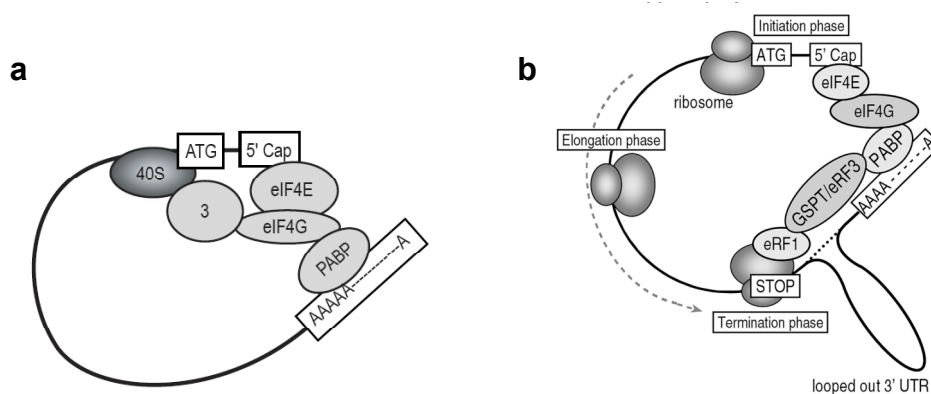 a
ATG
5' Cap
40S
eIF4E
3
eIF4G
PABP
AAAAA---------A
b
Initiation phase
ATG
5' Cap
ribosome
eIF4E
eIF4G
Elongation phase
PABP
GSPT/eRF3
AAAA-----A
eRF1
STOP
Termination phase
looped out 3' UTR